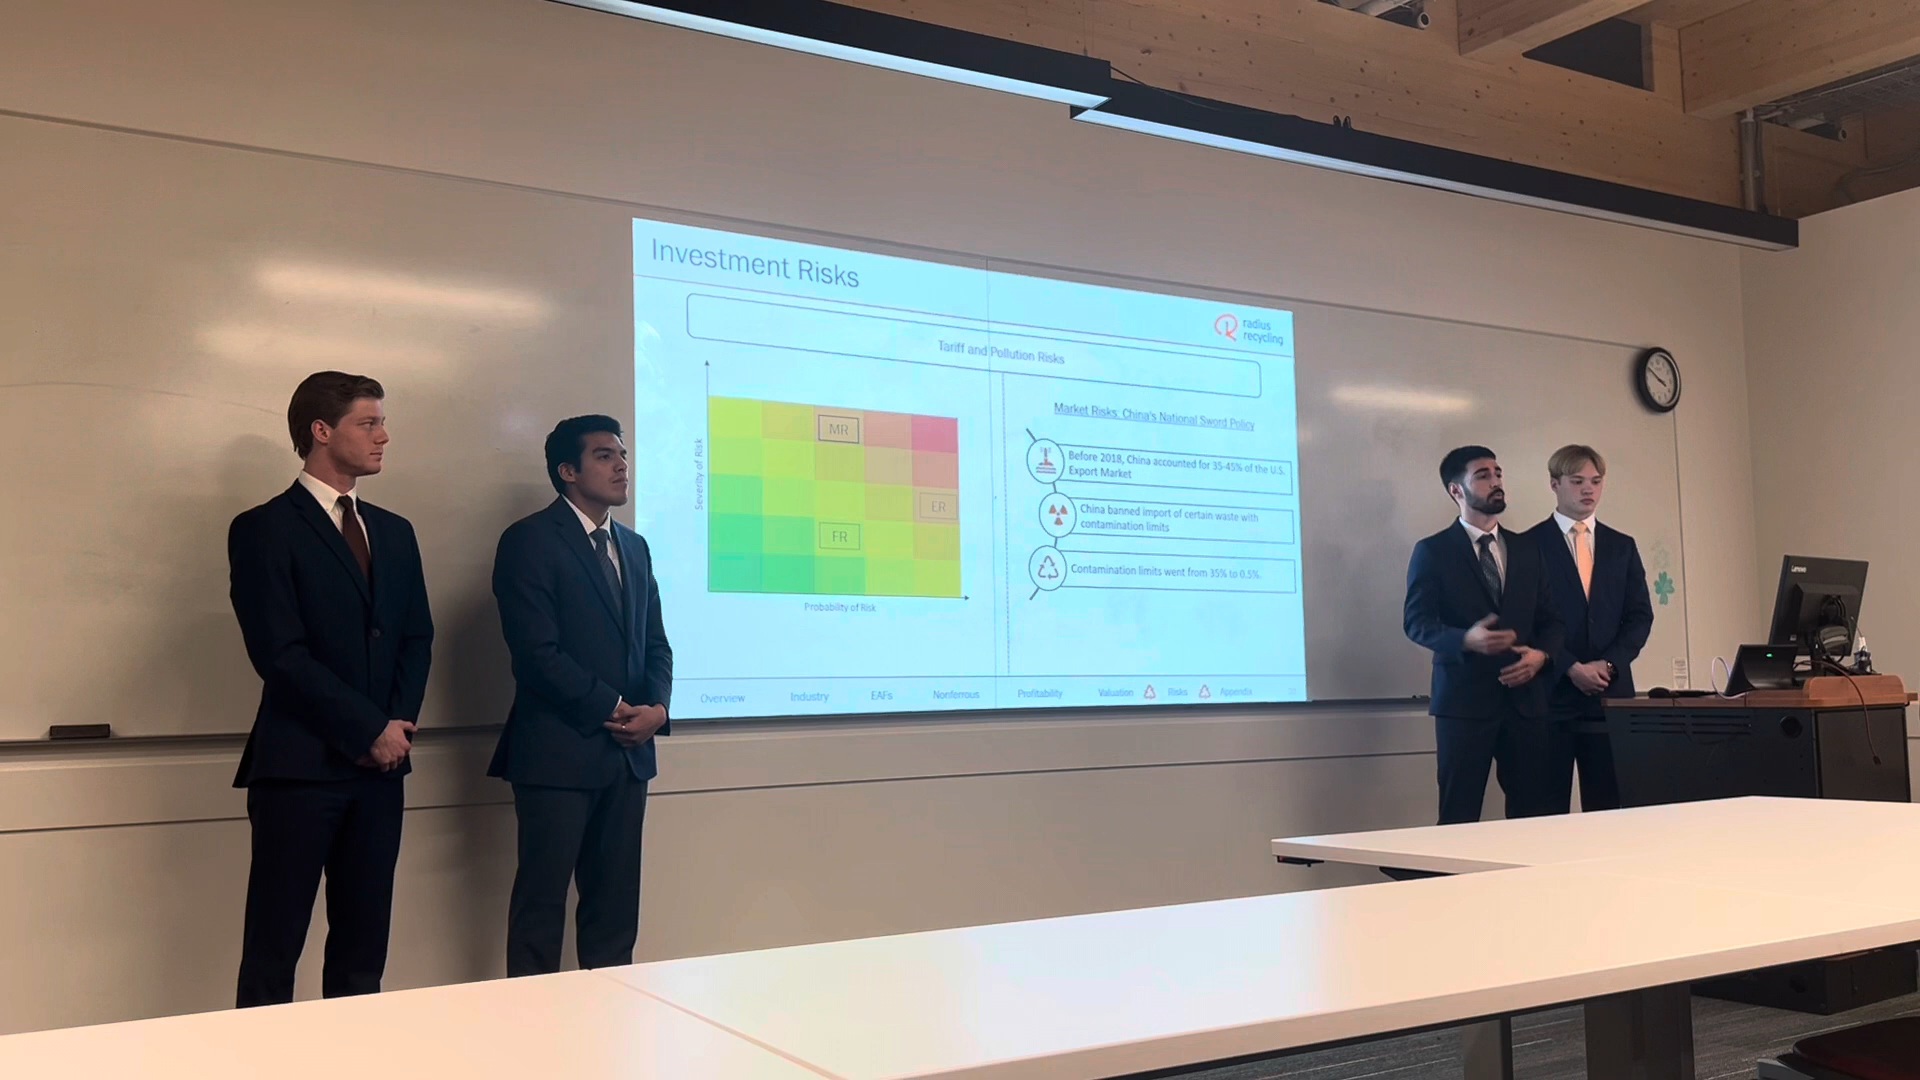 Investment Risks
radius
recycling
Tariff and Pollution Risks
Severity of Risk
MR
ER
FR
Probability of Risk
Market Risks: China's National Sword Policy
Before 2018, China accounted for 35-45% of the U.S.
Export Market
China banned import of certain waste with
contamination limits
Contamination limits went from 35% to 0.5%.
Overview Industry EAFs Nonferrous Profitability Valuation Risks Appendix
Lenovo